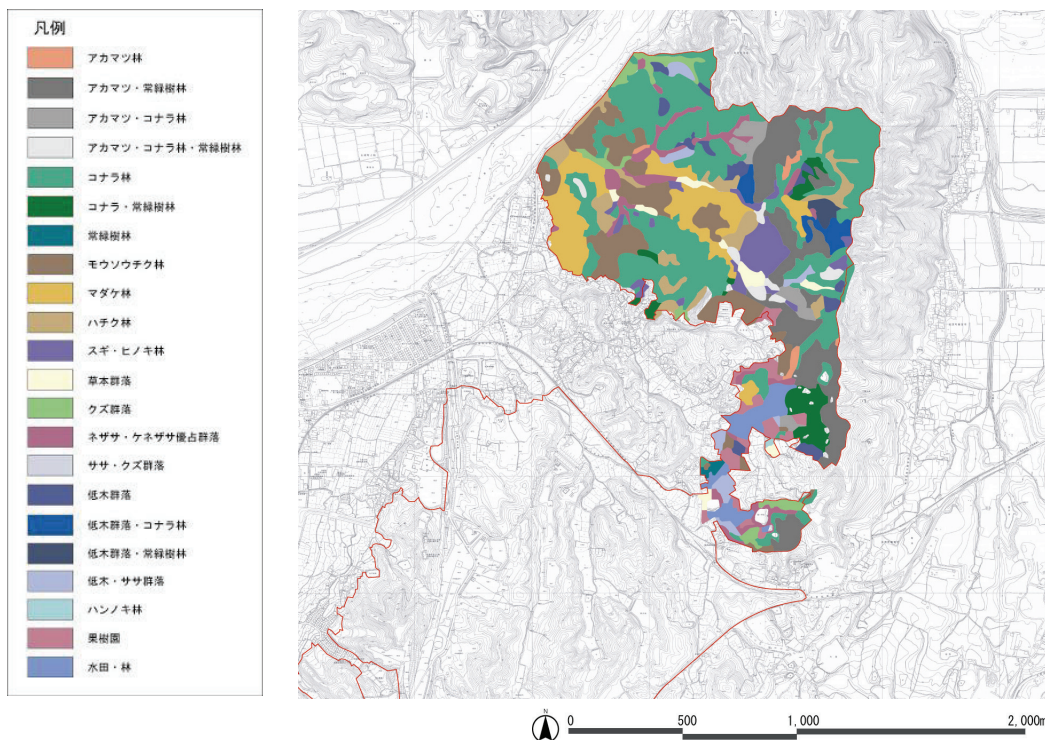 凡例
アカマツ林
アカマツ・常緑樹林
アカマツ・コナラ林
アカマツ・コナラ林・常緑樹林
コナラ林
コナラ・常緑樹林
常緑樹林
モウソウチク林
マダケ林
ハチク林
スギ・ヒノキ林
草本群落
クズ群落
ネザサ・ケネザサ優占群落
ササ・クズ群落
低木群落
低木群落・コナラ林
低木群落・常緑樹林
低木・ササ群落
ハンノキ林
果樹園
水田・林
N
0 500 1,000 2,000m